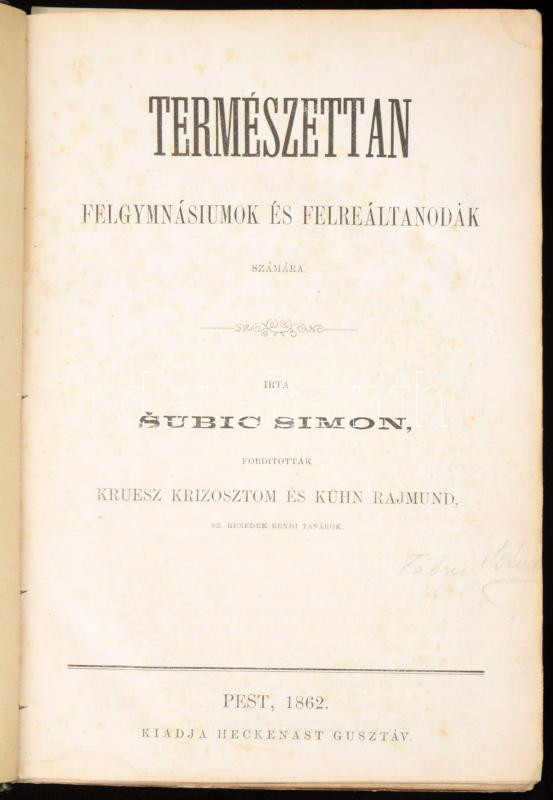 TERMÉSZETTAN
FELGYMNÁSIUMOK ÉS FELREÁLTANODÁK
SZÁMÁRA.
IRTA
ŠUBIC SIMON,
FORDITOTTÁK
KRUESZ KRIZOSZTOM ÉS KÜHN RAJMUND,
SZ. BENEDEK-RENDI TANÁROK.
PEST, 1862.
KIADJA HECKENAST GUSZTÁV.